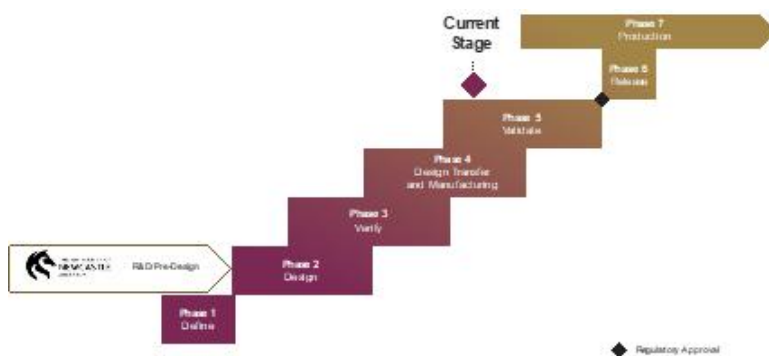 Current
Stage
Phase 7
Production
Phase 6
Release
Phase 5
Validate
Phase 4
Design Transfer
and Manufacturing
Phase 3
Verify
NEWCASTLE
R&D Pre-Design
Phase 2
Design
Phase 1
Define
Regulatory Approval